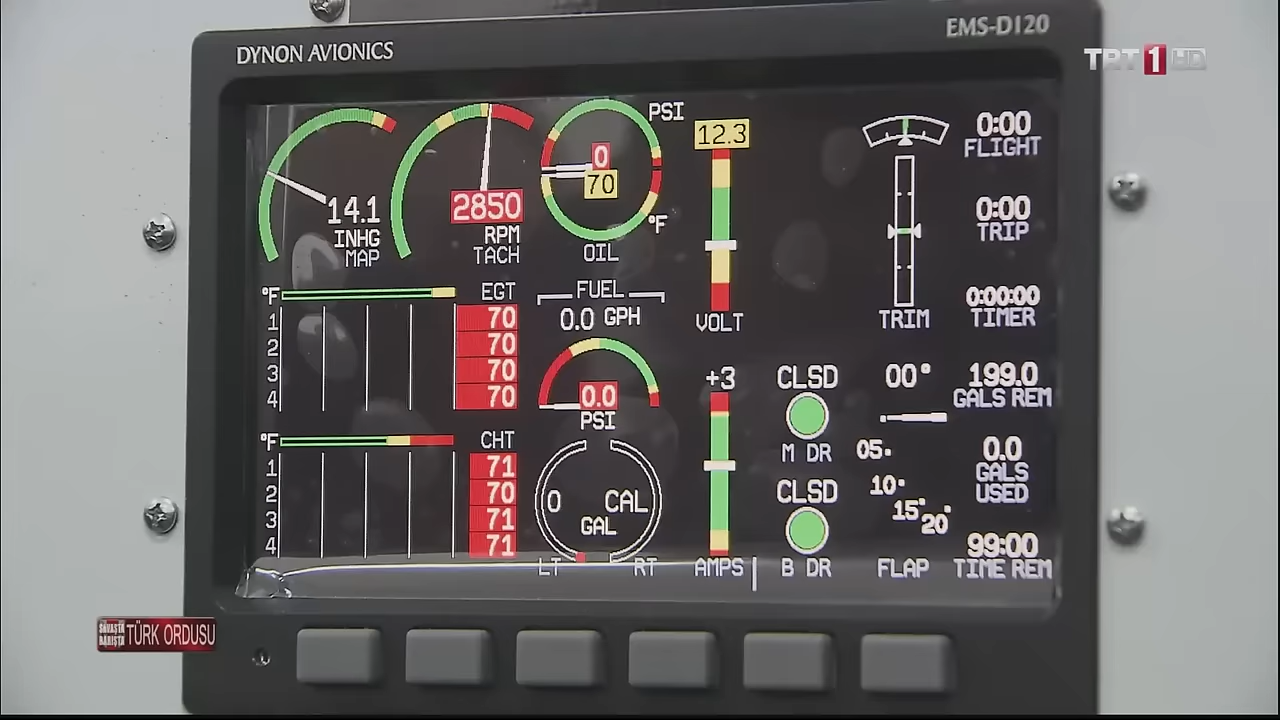 DYNON AVIONICS
EMS-D120
TRT 1 HD
14.1
INHG
MAP
2850
RPM
TACH
PSI
0
70
°F
OIL
12.3
VOLT
TRIM
0:00
FLIGHT
0:00
TRIP
0:00:00
TIMER
°F
EGT
1 70
2 70
3 70
4 70
FUEL
0.0 GPH
0.0
PSI
°F
CHT
1 71
2 70
3 71
4 71
0 CAL
GAL
LT RT
+3
AMPS
CLSD
M DR
CLSD
B DR
00°
05·
10·
15·
20·
FLAP
199.0
GALS REM
0.0
GALS
USED
99:00
TIME REM
SAVAŞTA
BARIŞTA
TÜRK ORDUSU